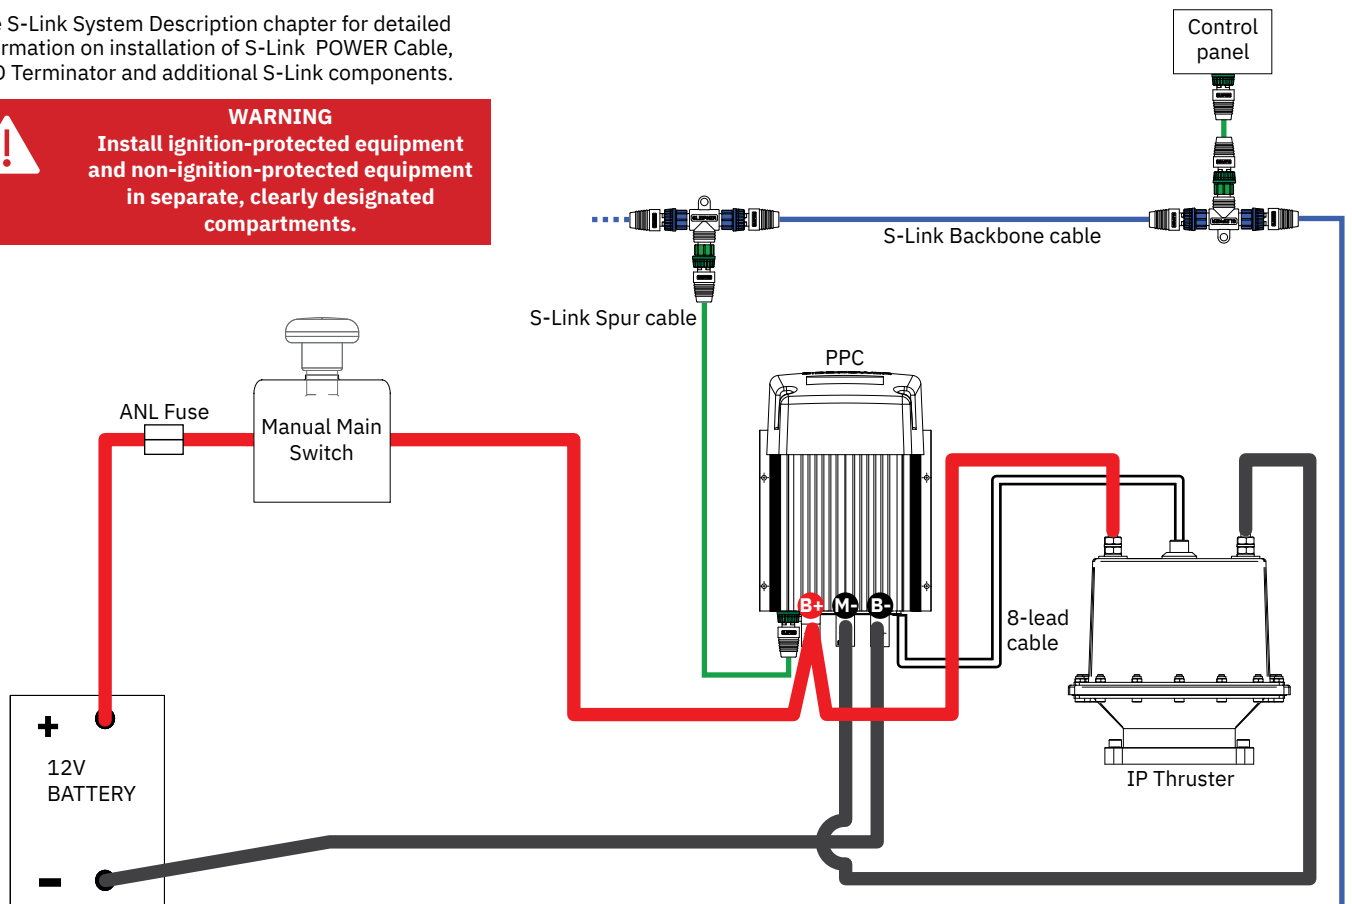 S-Link System Description chapter for detailed
on installation of S-Link POWER Cable,
Terminator and additional S-Link components.
WARNING
Install ignition-protected equipment
and non-ignition-protected equipment
in separate, clearly designated
compartments.
Control
panel
S-Link Backbone cable
S-Link Spur cable
PPC
ANL Fuse
Manual Main
Switch
B+
M-
B-
8-lead
cable
+
12V
BATTERY
-
IP Thruster